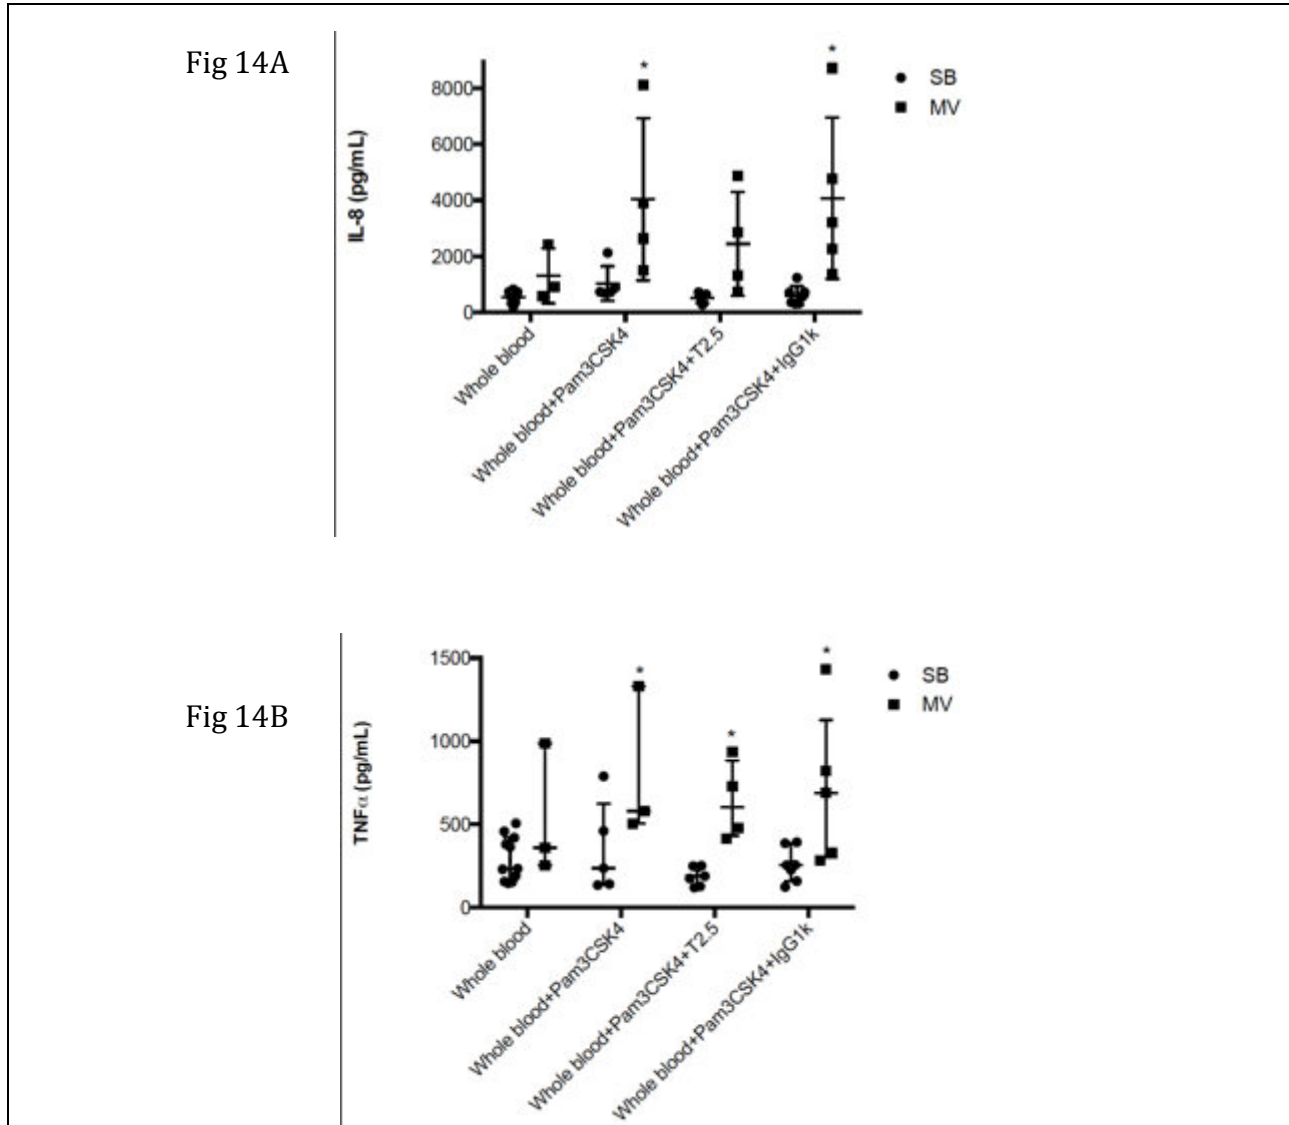 Fig 14A
IL-8 (pg/mL)
8000
6000
4000
2000
0
*
*
SB
MV
Whole blood
Whole blood+Pam3CSK4
Whole blood+Pam3CSK4+T2.5
Whole blood+Pam3CSK4+IgG1k
Fig 14B
TNFα (pg/mL)
1500
1000
500
0
*
*
*
SB
MV
Whole blood
Whole blood+Pam3CSK4
Whole blood+Pam3CSK4+T2.5
Whole blood+Pam3CSK4+IgG1k